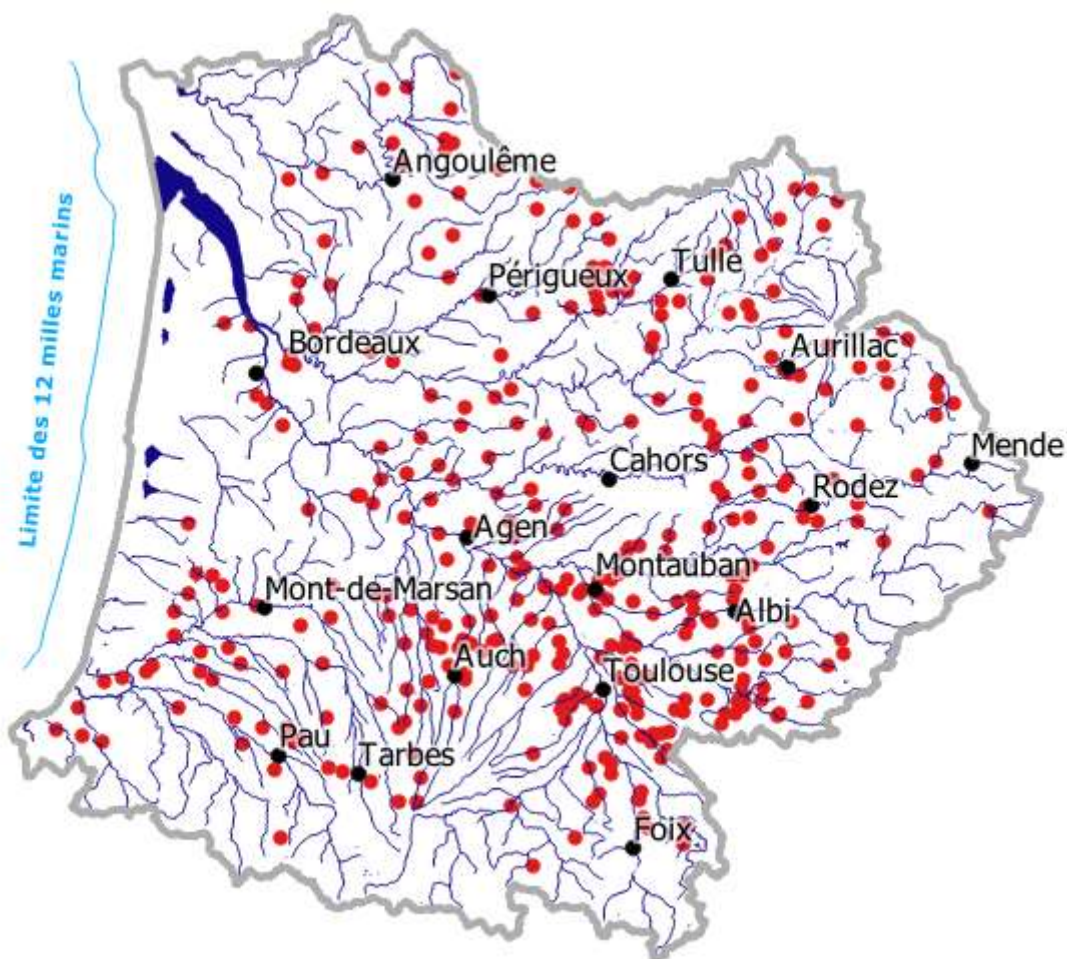 Angoulême
Limite des 12 milles marins
Périgueux
Tulle
Bordeaux
Aurillac
Mende
Cahors
Rodez
Agen
Montauban
Mont-de-Marsan
Albi
Auch
Toulouse
Pau
Tarbes
Foix